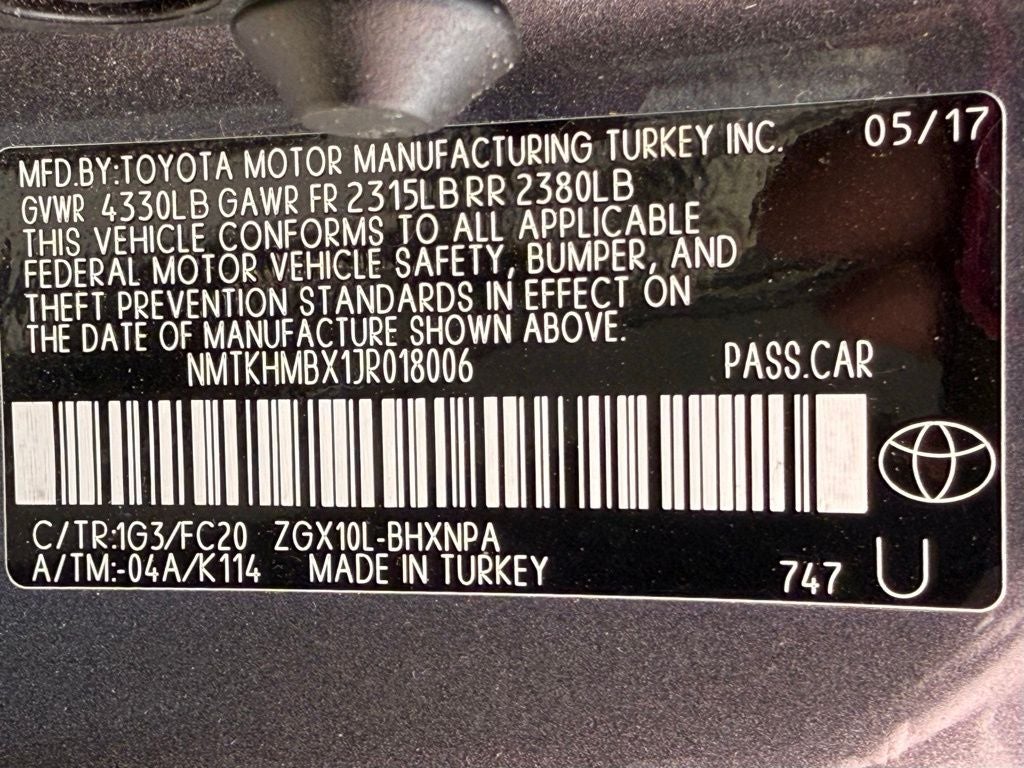 05/17
MFD.BY:TOYOTA MOTOR MANUFACTURING TURKEY INC.
GVWR 4330LB GAWR FR 2315LB RR 2380LB
THIS VEHICLE CONFORMS TO ALL APPLICABLE
FEDERAL MOTOR VEHICLE SAFETY, BUMPER, AND
THEFT PREVENTION STANDARDS IN EFFECT ON
THE DATE OF MANUFACTURE SHOWN ABOVE.
NMTKHMBX1JR018006 PASS.CAR
C/TR:1G3/FC20 ZGX10L-BHXNPA
A/TM:-04A/K114 MADE IN TURKEY 747 U